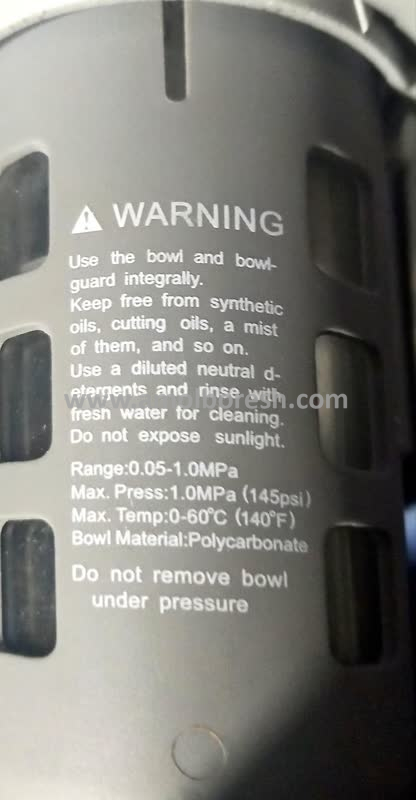 WARNING
Use the bowl and bowl-
guard integrally.
Keep free from synthetic
oils, cutting oils, a mist
of them, and so on.
Use a diluted neutral d-
etergents and rinse with
fresh water for cleaning.
Do not expose sunlight.
Range:0.05-1.0MPa
Max. Press:1.0MPa (145psi)
Max. Temp:0-60℃ (140℉)
Bowl Material:Polycarbonate
Do not remove bowl
under pressure